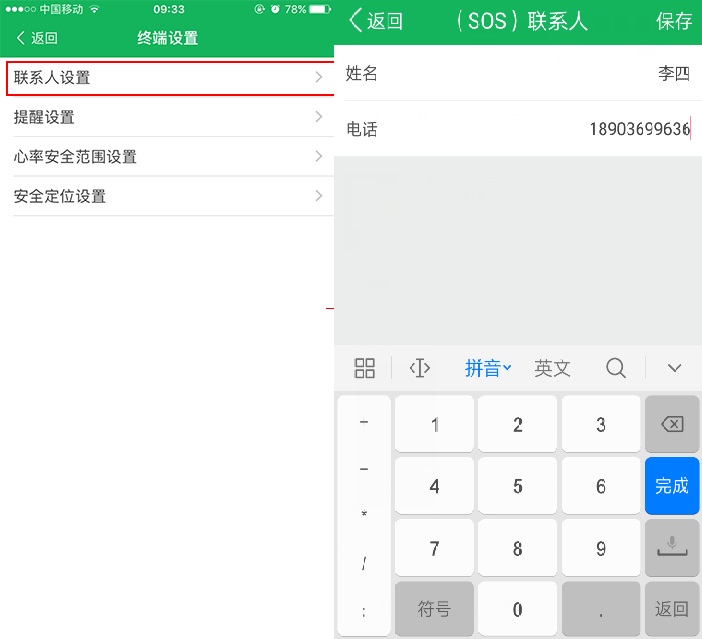 中国移动 09:33 78%
返回 终端设置
联系人设置
提醒设置
心率安全范围设置
安全定位设置
返回 （SOS）联系人 保存
姓名 李四
电话 18903699636
拼音 英文
1 2 3
4 5 6 完成
7 8 9
* / :
符号 0 . 返回